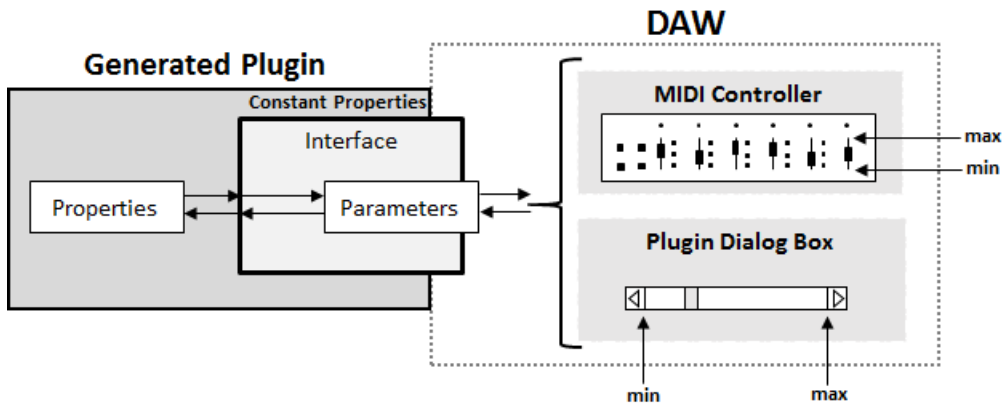 DAW
Generated Plugin
Constant Properties
Interface
Properties
Parameters
MIDI Controller
max
min
Plugin Dialog Box
min
max